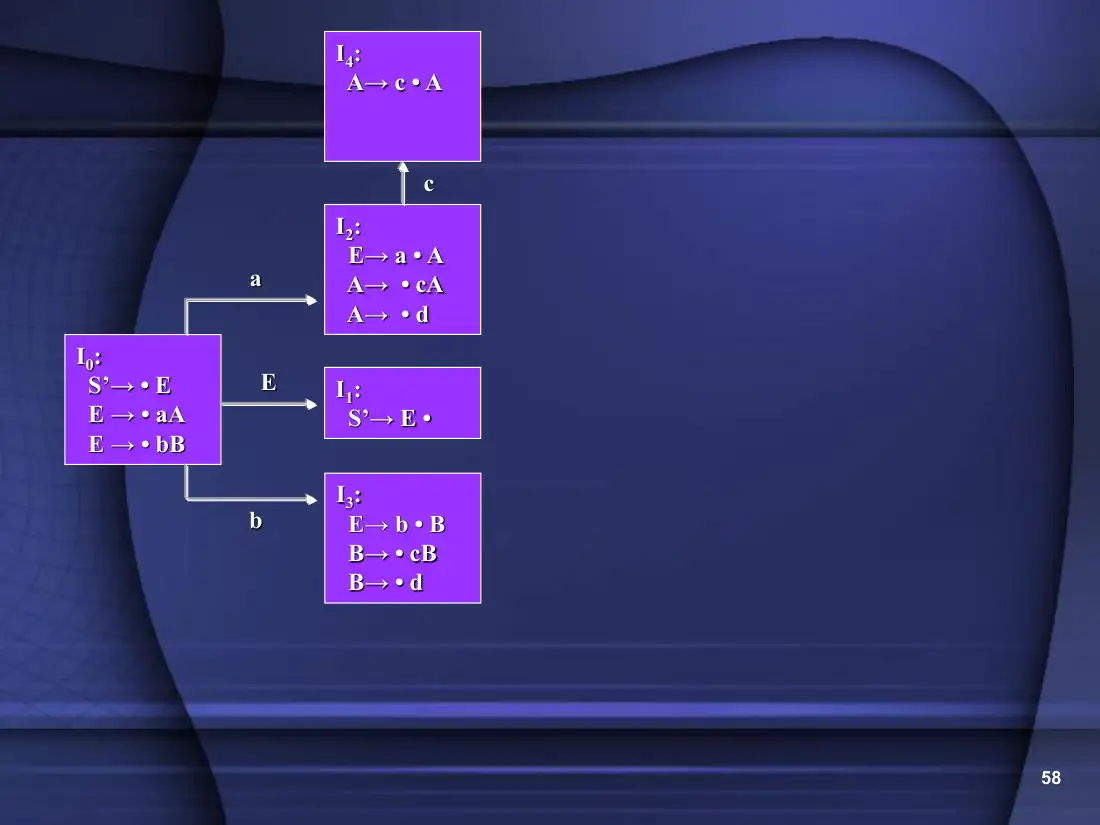 I₄:
A→ c • A
c
I₂:
E→ a • A
A→ • cA
A→ • d
a
I₀:
S’→ • E
E → • aA
E → • bB
E
I₁:
S’→ E •
I₃:
E→ b • B
B→ • cB
B→ • d
b
58